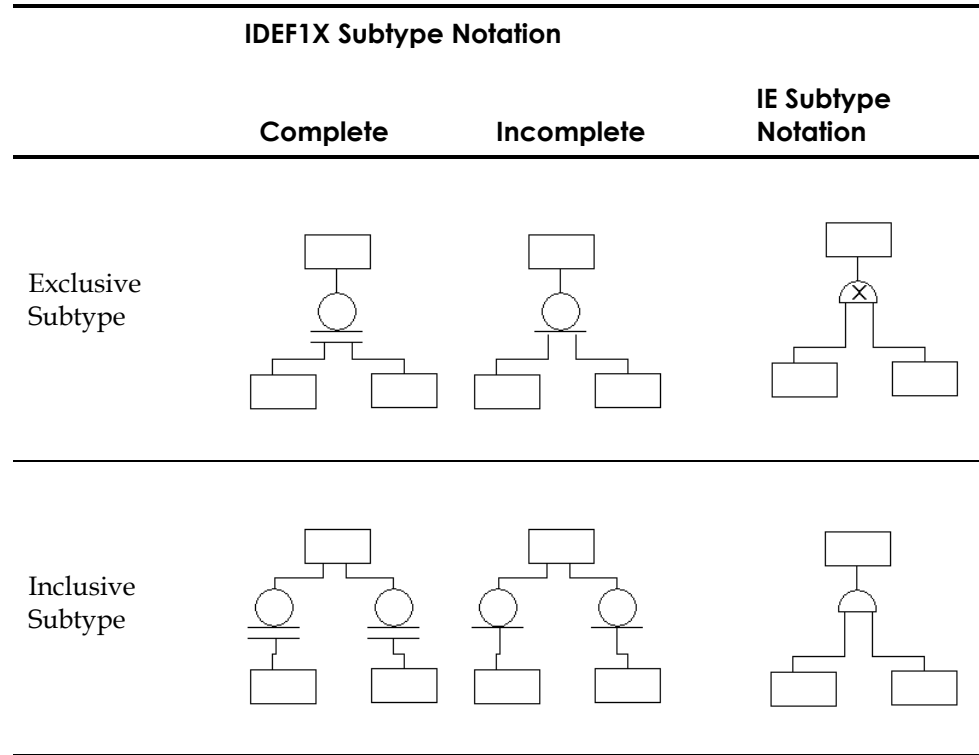 IDEF1X Subtype Notation
Complete
Incomplete
IE Subtype
Notation
Exclusive
Subtype
X
Inclusive
Subtype